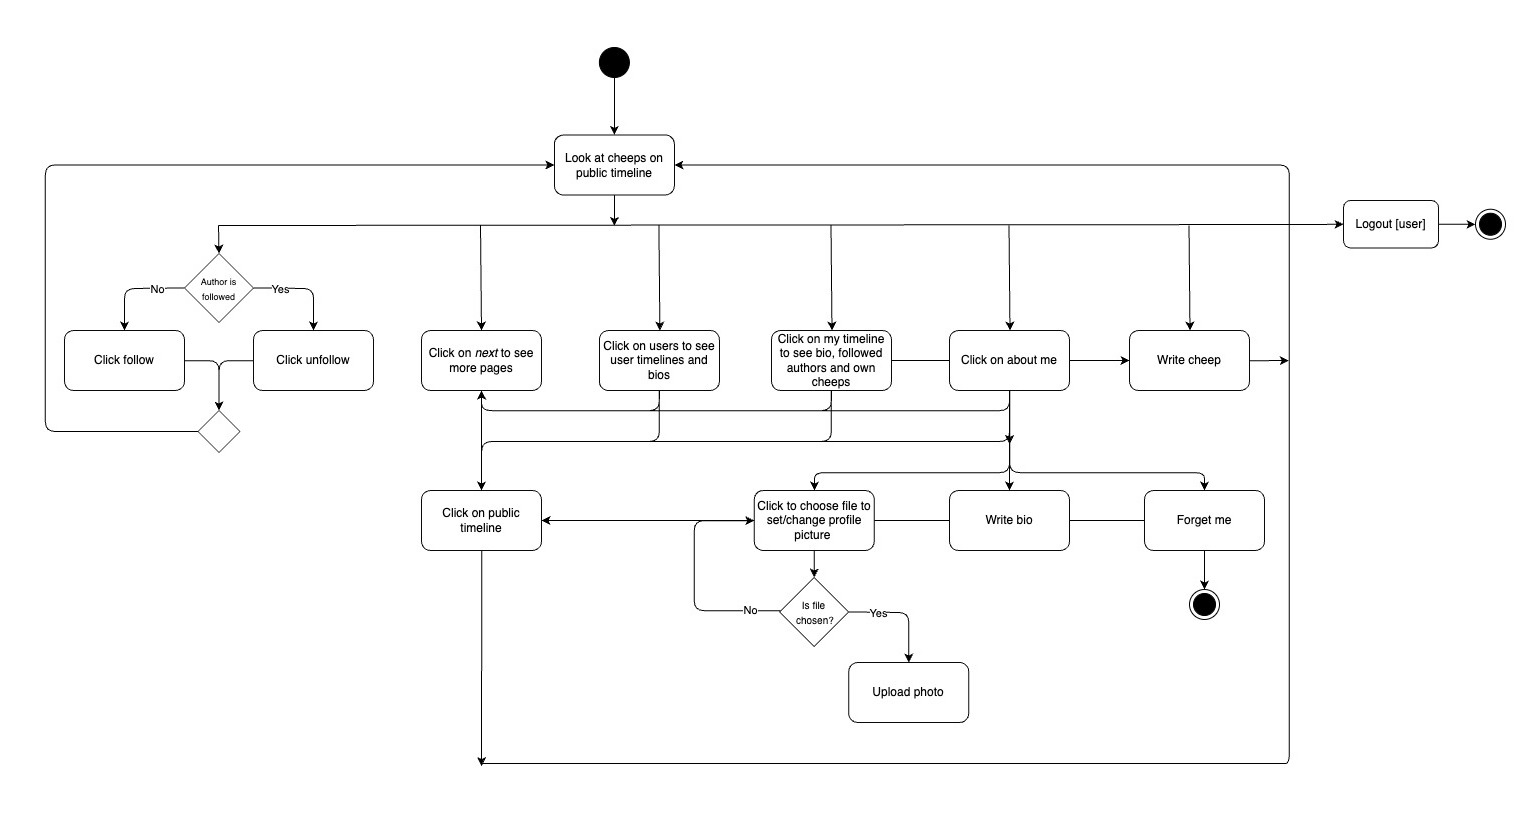 Look at cheeps on
public timeline
Logout [user]
Author is
followed
No
Yes
Click follow
Click unfollow
Click on next to see
more pages
Click on users to see
user timelines and
bios
Click on my timeline
to see bio, followed
authors and own
cheeps
Click on about me
Write cheep
Click on public
timeline
Click to choose file to
set/change profile
picture
Write bio
Forget me
Is file
chosen?
No
Yes
Upload photo